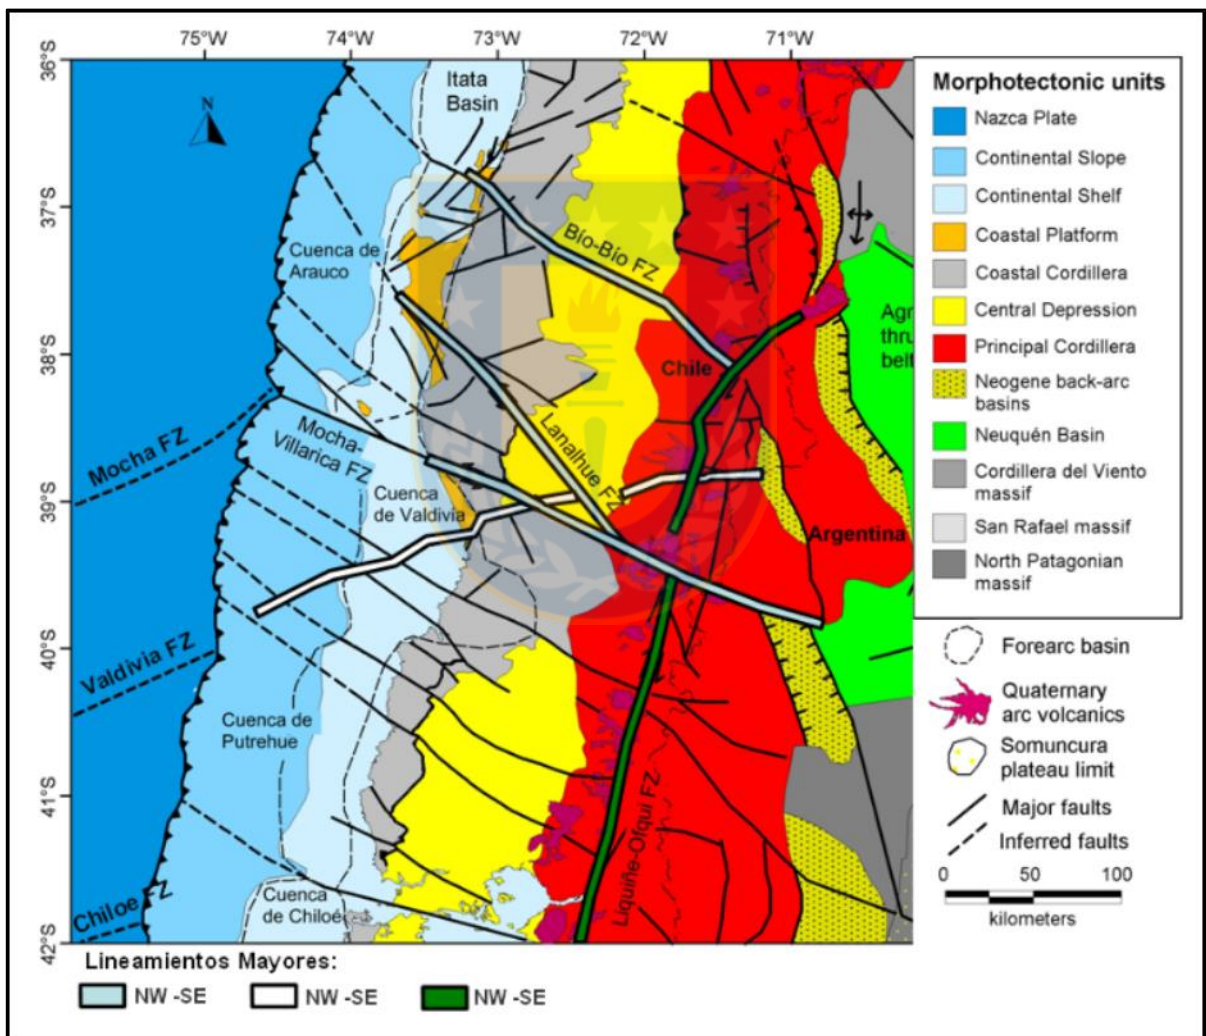 75°W
74°W
73°W
72°W
71°W
36°S
37°S
38°S
39°S
40°S
41°S
42°S
N
Itata
Basin
Cuenca de
Arauco
Bío-Bío FZ
Chile
Agr
thru
belt
Mocha FZ
Mocha-
Villarica FZ
Lanalhue FZ
Cuenca
de Valdivia
Argentina
Valdivia FZ
Cuenca de
Putrehue
Liquiñe-Ofqui FZ
Chiloe FZ
Cuenca
de Chiloé
Morphotectonic units
Nazca Plate
Continental Slope
Continental Shelf
Coastal Platform
Coastal Cordillera
Central Depression
Principal Cordillera
Neogene back-arc
basins
Neuquén Basin
Cordillera del Viento
massif
San Rafael massif
North Patagonian
massif
Forearc basin
Quaternary
arc volcanics
Somuncura
plateau limit
Major faults
Inferred faults
0 50 100
kilometers
Lineamientos Mayores:
NW -SE
NW -SE
NW -SE